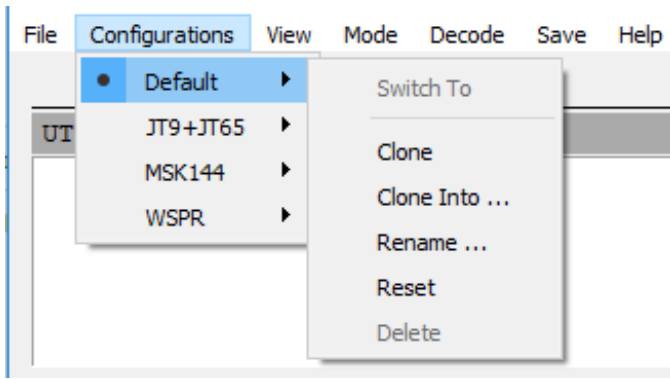 File Configurations View Mode Decode Save Help
Default
JT9+JT65
MSK144
WSPR
Switch To
Clone
Clone Into ...
Rename ...
Reset
Delete
UT